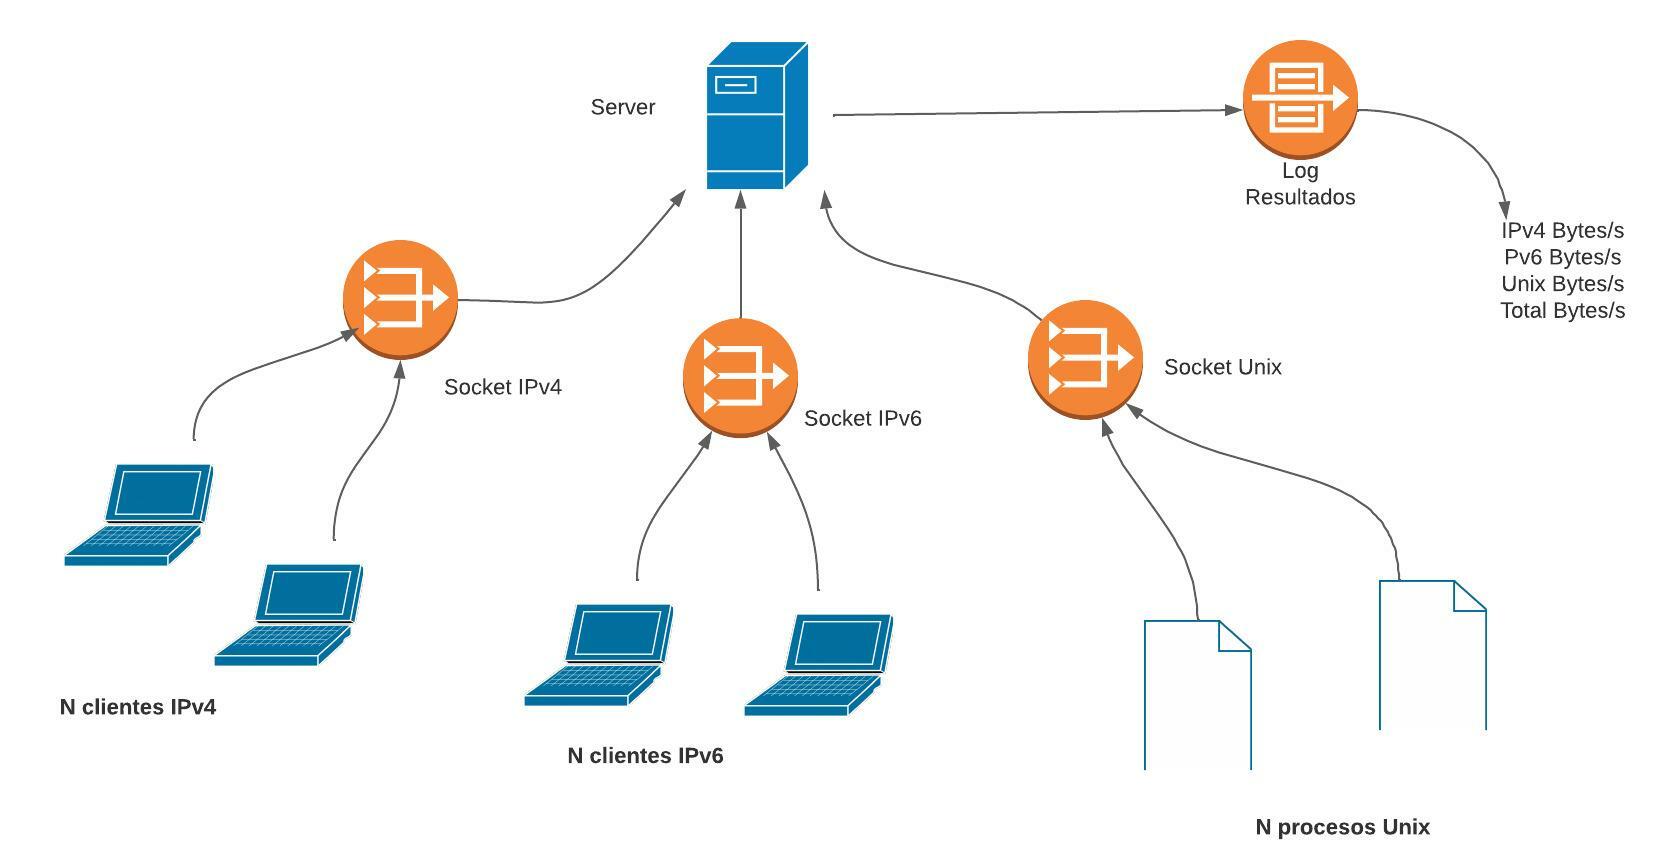 Server
Log
Resultados
IPv4 Bytes/s
Pv6 Bytes/s
Unix Bytes/s
Total Bytes/s
Socket IPv4
Socket IPv6
Socket Unix
N clientes IPv4
N clientes IPv6
N procesos Unix